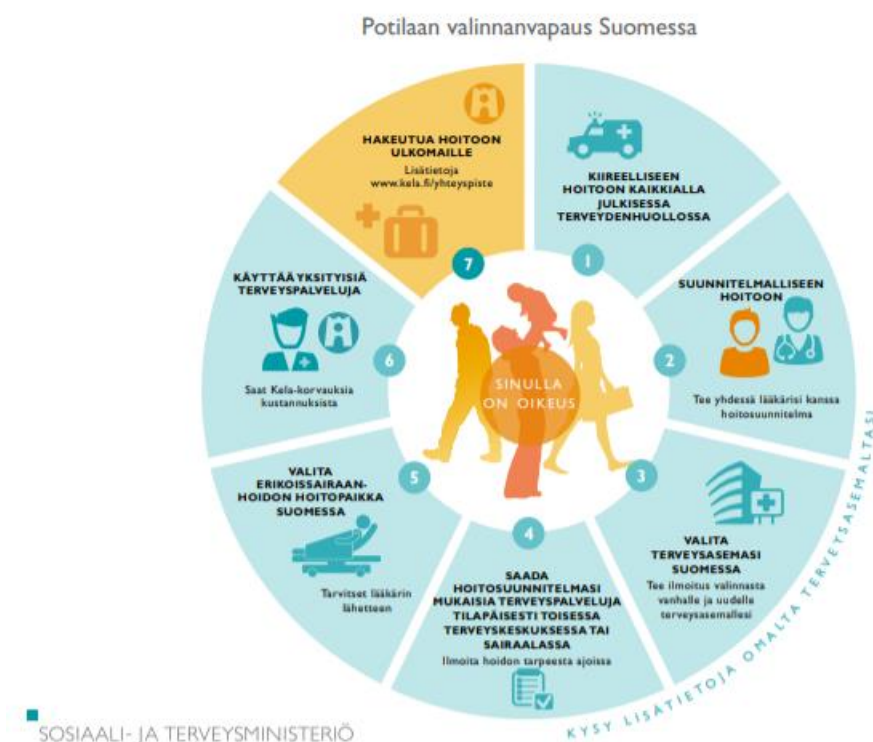 Potilaan valinnanvapaus Suomessa
KIIREELLISEEN
HOITOON KAIKKIALLA
JULKISESSA
TERVEYDENHUOLLOSSA
1
SUUNNITELMALLISEEN
HOITOON
Tee yhdessä lääkärisi kanssa
hoitosuunnitelma
2
VALITA
TERVEYSASEMASI
SUOMESSA
Tee ilmoitus valinnasta
vanhalle ja uudelle
terveysasemallesi
3
SAADA
HOITOSUUNNITELMASI
MUKAISIA TERVEYSPALVELUJA
TILAPÄISESTI TOISESSA
TERVEYSKESKUKSESSA TAI
SAIRAALASSA
Ilmoita hoidon tarpeesta ajoissa
4
VALITA
ERIKOISSAIRAAN-
HOIDON HOITOPAIKKA
SUOMESSA
Tarvitset lääkärin
lähetteen
5
KÄYTTÄÄ YKSITYISIÄ
TERVEYSPALVELUJA
Saat Kela-korvauksia
kustannuksista
6
HAKEUTUA HOITOON
ULKOMAILLE
Lisätietoja
www.kela.fi/yhteyspiste
7
SINULLA
ON OIKEUS
KYSY LISÄTIETOJA OMALTA TERVEYSASEMALTASI
SOSIAALI- JA TERVEYSMINISTERIÖ